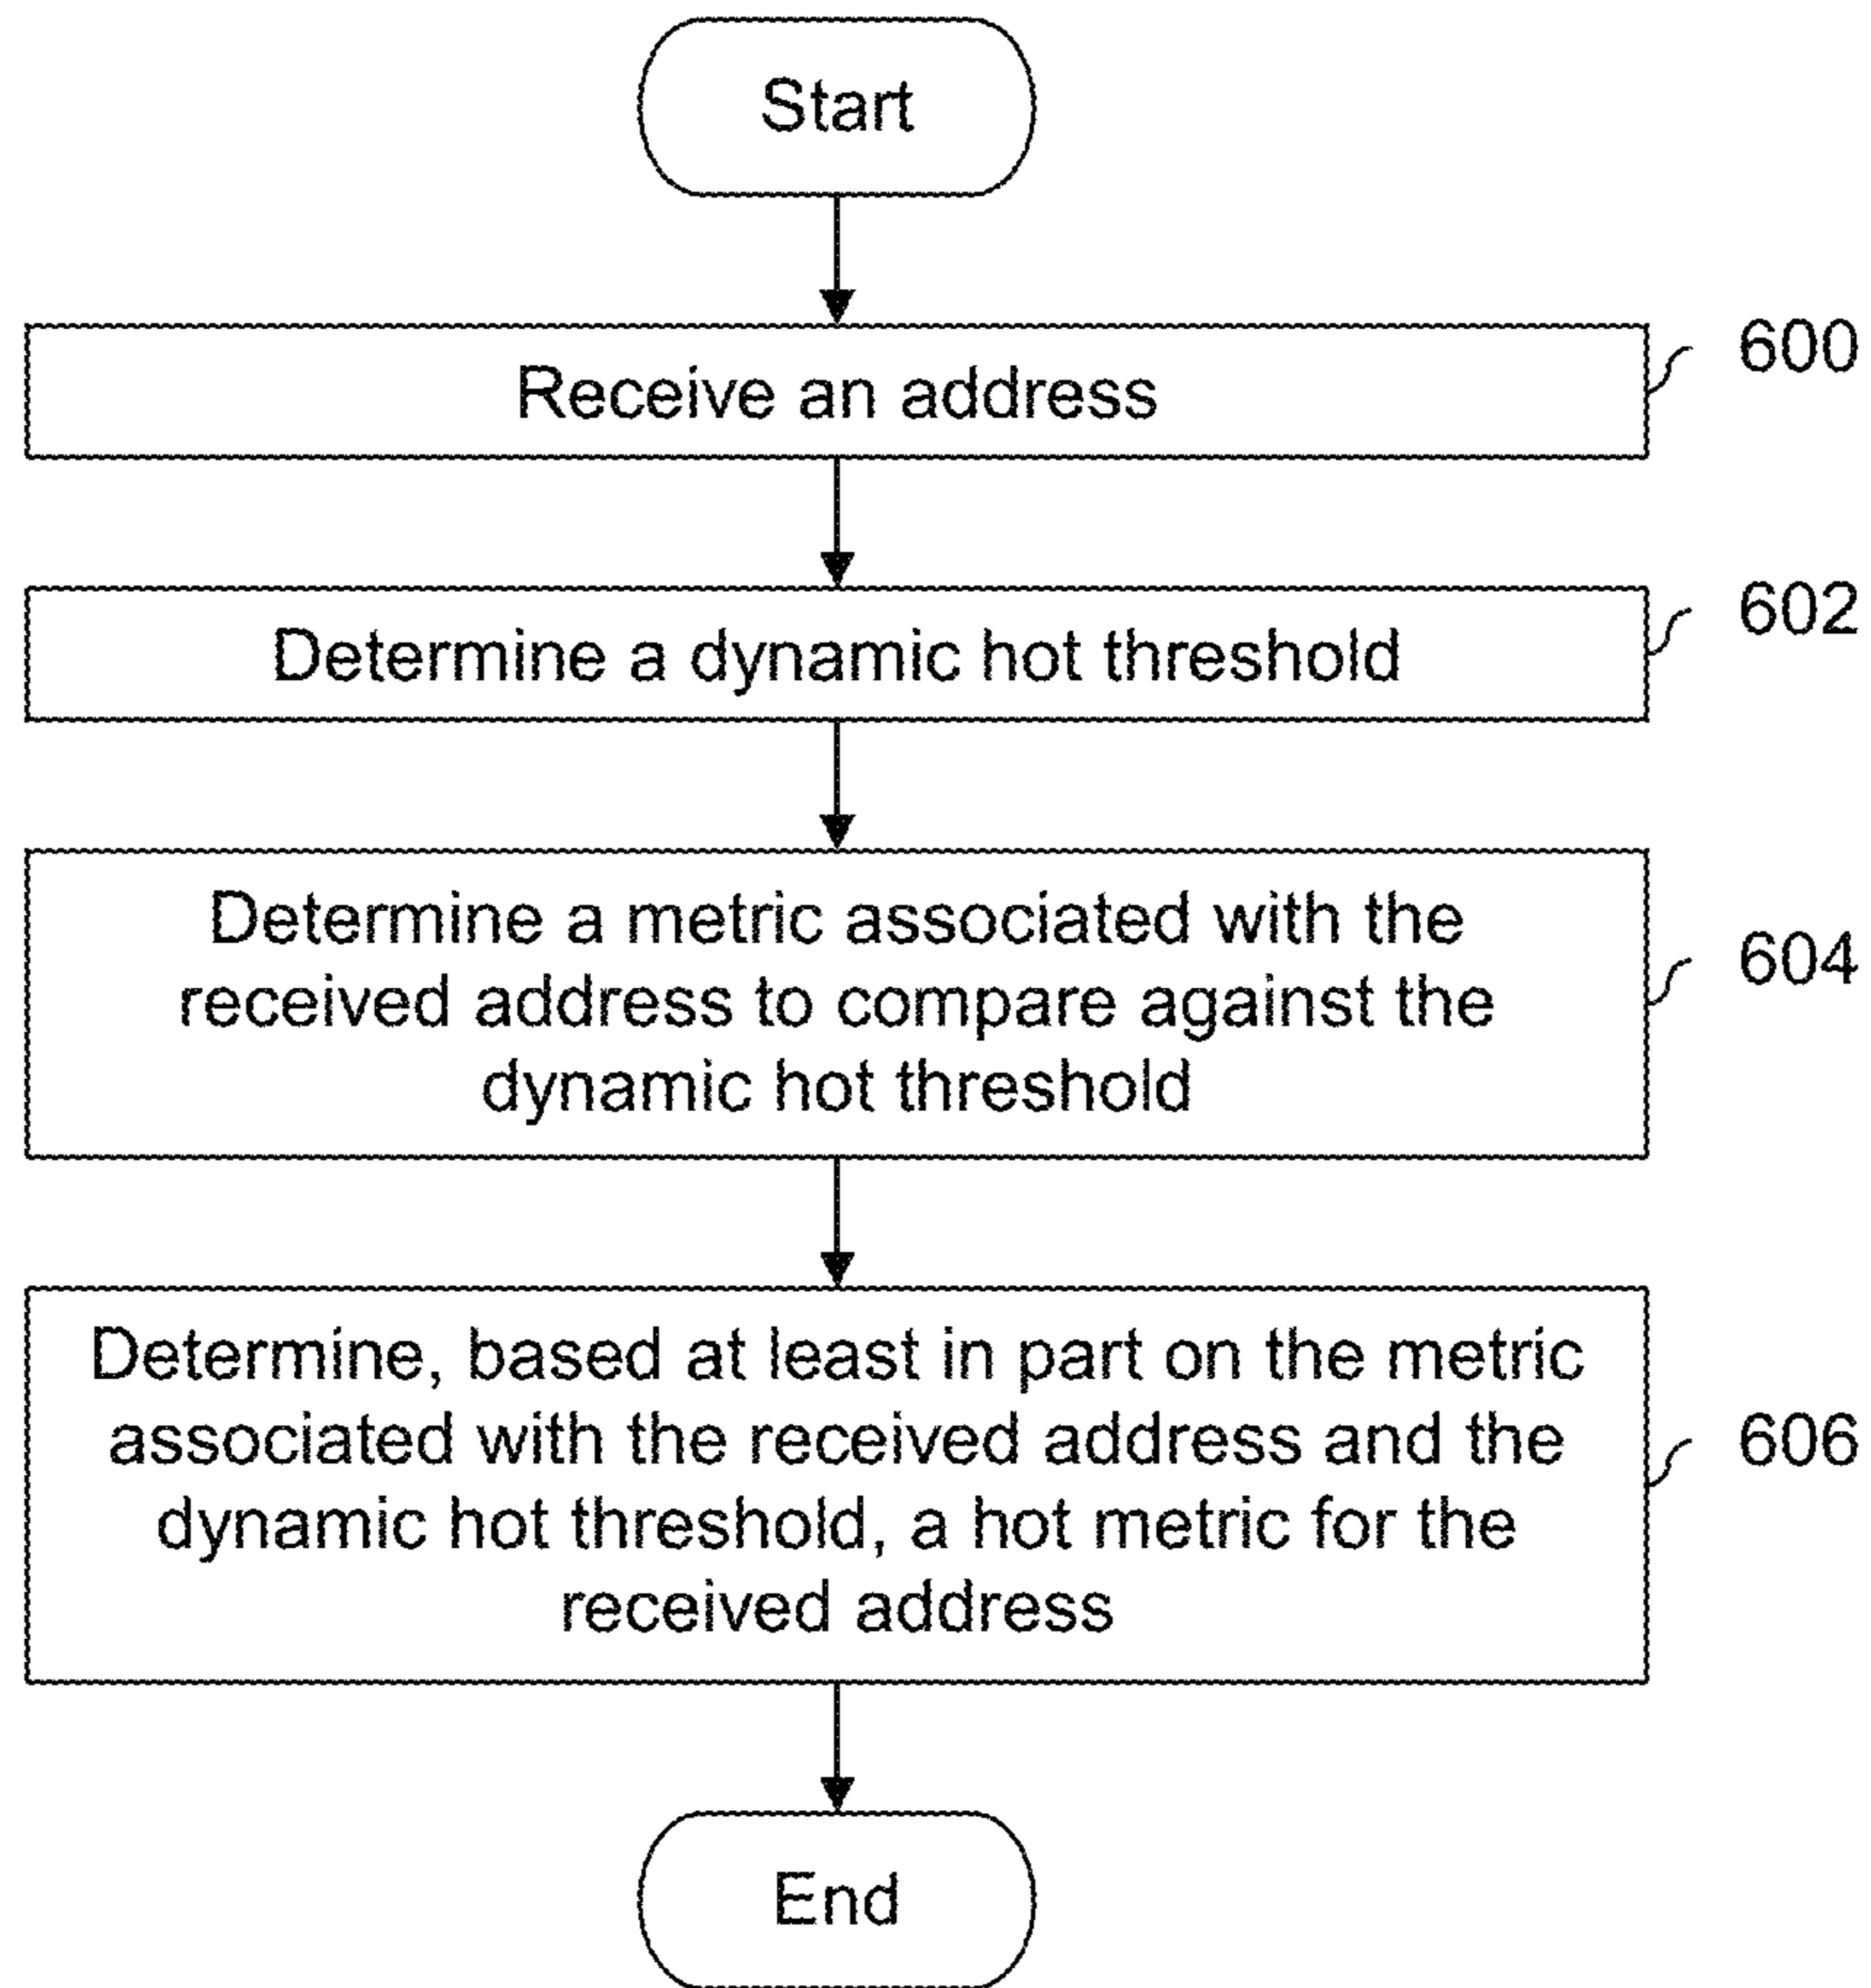 Start
Receive an address
600
Determine a dynamic hot threshold
602
Determine a metric associated with the
received address to compare against the
dynamic hot threshold
604
Determine, based at least in part on the metric
associated with the received address and the
dynamic hot threshold, a hot metric for the
received address
606
End